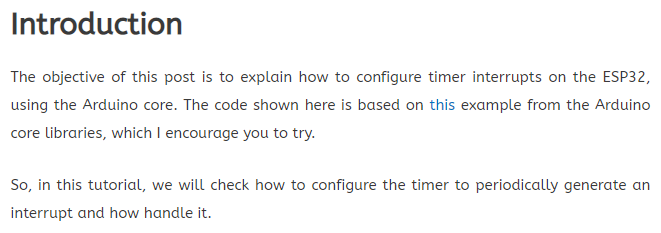 Introduction
The objective of this post is to explain how to configure timer interrupts on the ESP32,
using the Arduino core. The code shown here is based on this example from the Arduino
core libraries, which I encourage you to try.
So, in this tutorial, we will check how to configure the timer to periodically generate an
interrupt and how handle it.